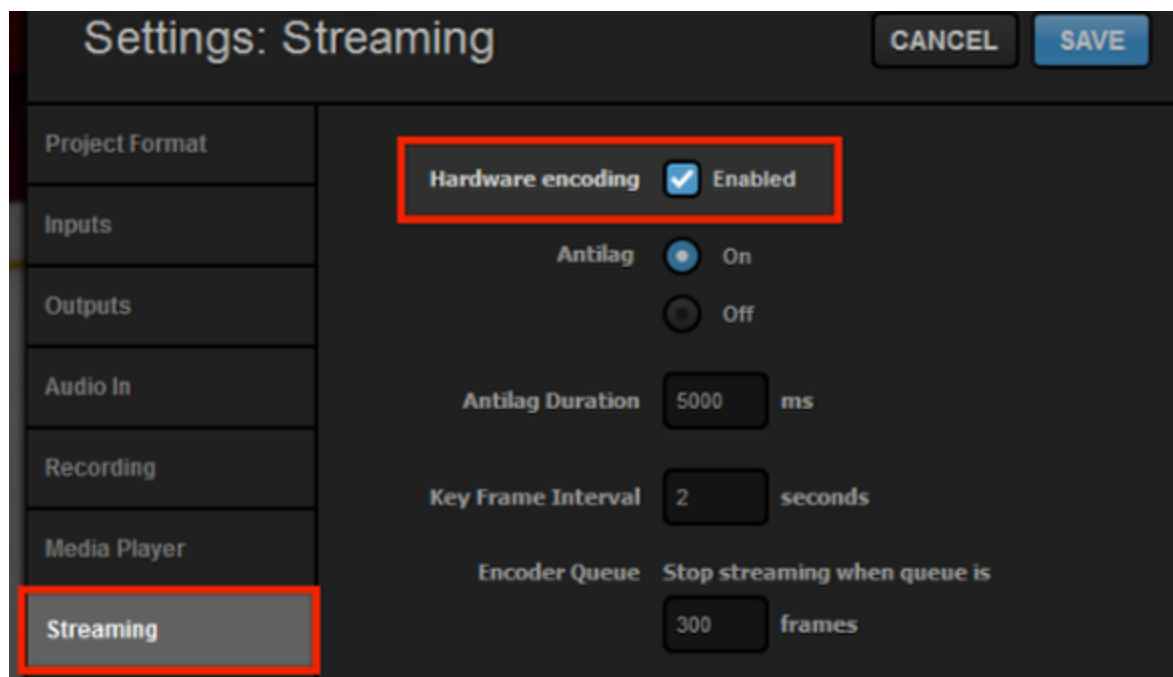 Settings: Streaming
CANCEL
SAVE
Project Format
Inputs
Outputs
Audio In
Recording
Media Player
Streaming
Hardware encoding Enabled
Antilag On
Off
Antilag Duration 5000 ms
Key Frame Interval 2 seconds
Encoder Queue Stop streaming when queue is
300 frames